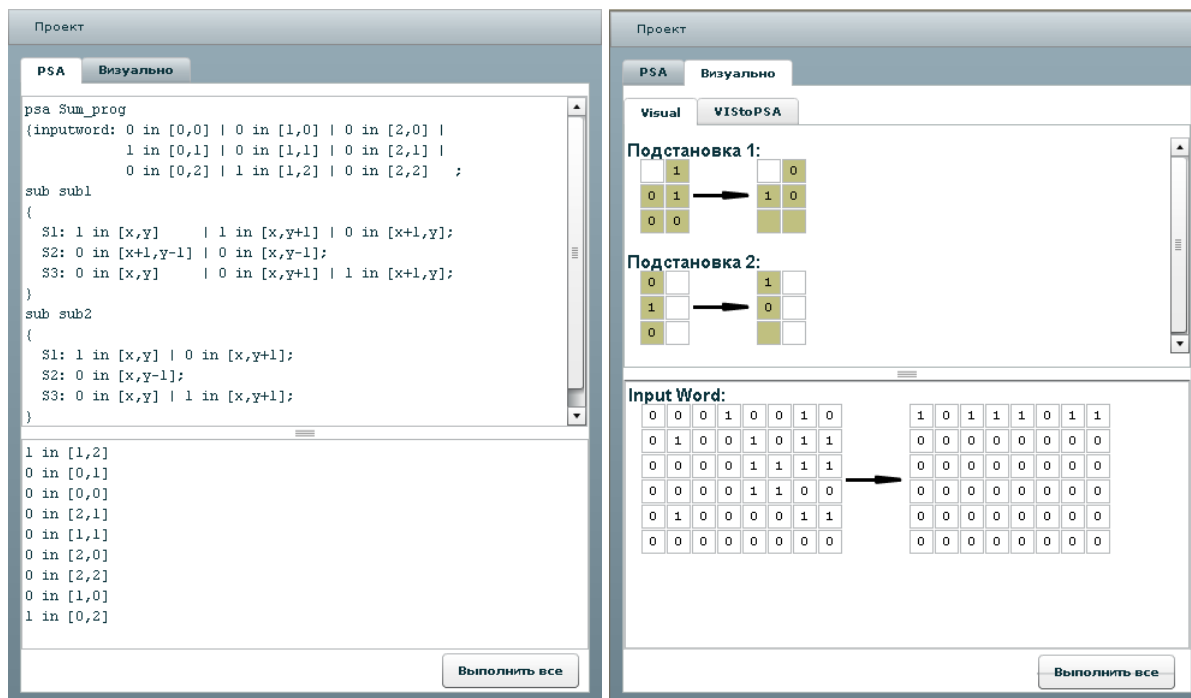 Проект
PSA Визуально
psa Sum_prog
{inputword: 0 in [0,0] | 0 in [1,0] | 0 in [2,0] |
1 in [0,1] | 0 in [1,1] | 0 in [2,1] |
0 in [0,2] | 1 in [1,2] | 0 in [2,2] ;
sub sub1
{
S1: 1 in [x,y] | 1 in [x,y+1] | 0 in [x+1,y];
S2: 0 in [x+1,y-1] | 0 in [x,y-1];
S3: 0 in [x,y] | 0 in [x,y+1] | 1 in [x+1,y];
}
sub sub2
{
S1: 1 in [x,y] | 0 in [x,y+1];
S2: 0 in [x,y-1];
S3: 0 in [x,y] | 1 in [x,y+1];
}
1 in [1,2]
0 in [0,1]
0 in [0,0]
0 in [2,1]
0 in [1,1]
0 in [2,0]
0 in [2,2]
0 in [1,0]
1 in [0,2]
Выполнить все
Проект
PSA Визуально
Visual VIStoPSA
Подстановка 1:
1 0
0 1 1 0
0 0
Подстановка 2:
0 1
1 0
0
Input Word:
0 0 0 1 0 0 1 0 1 0 1 1 1 0 1 1
0 1 0 0 1 0 1 1 0 0 0 0 0 0 0 0
0 0 0 0 1 1 1 1 0 0 0 0 0 0 0 0
0 0 0 0 1 1 0 0 0 0 0 0 0 0 0 0
0 1 0 0 0 0 1 1 0 0 0 0 0 0 0 0
0 0 0 0 0 0 0 0 0 0 0 0 0 0 0 0
Выполнить все